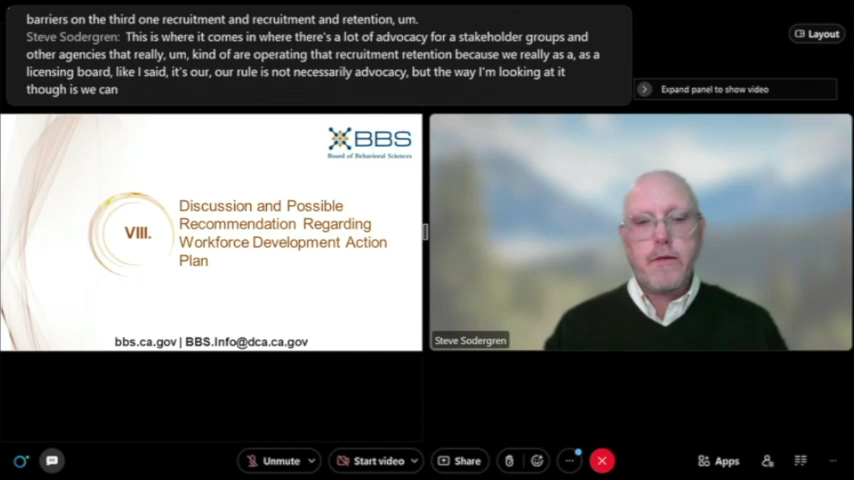 barriers on the third one recruitment and recruitment and retention, um.
Steve Sodergren: This is where it comes in where there's a lot of advocacy for a stakeholder groups and
other agencies that really, um, kind of are operating that recruitment retention because we really as a, as a
licensing board, like I said, it's our, our rule is not necessarily advocacy, but the way I'm looking at it
though is we can
Layout
Expand panel to show video
BBS
Board of Behavioral Sciences
VIII.
Discussion and Possible
Recommendation Regarding
Workforce Development Action
Plan
bbs.ca.gov | BBS.Info@dca.ca.gov
Steve Sodergren
Unmute
Start video
Share
Apps